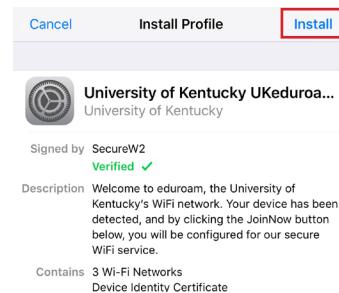 Cancel Install Profile Install
University of Kentucky UKeduroa...
University of Kentucky
Signed by SecureW2
Verified ✓
Description Welcome to eduroam, the University of
Kentucky's WiFi network. Your device has been
detected, and by clicking the JoinNow button
below, you will be configured for our secure
WiFi service.
Contains 3 Wi-Fi Networks
Device Identity Certificate